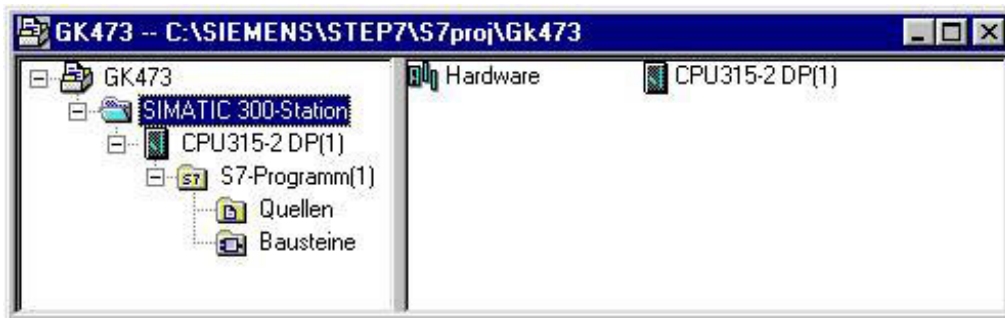 GK473 -- C:\SIEMENS\STEP7\S7proj\Gk473
GK473
SIMATIC 300-Station
CPU315-2 DP(1)
S7-Programm(1)
Quellen
Bausteine
Hardware
CPU315-2 DP(1)